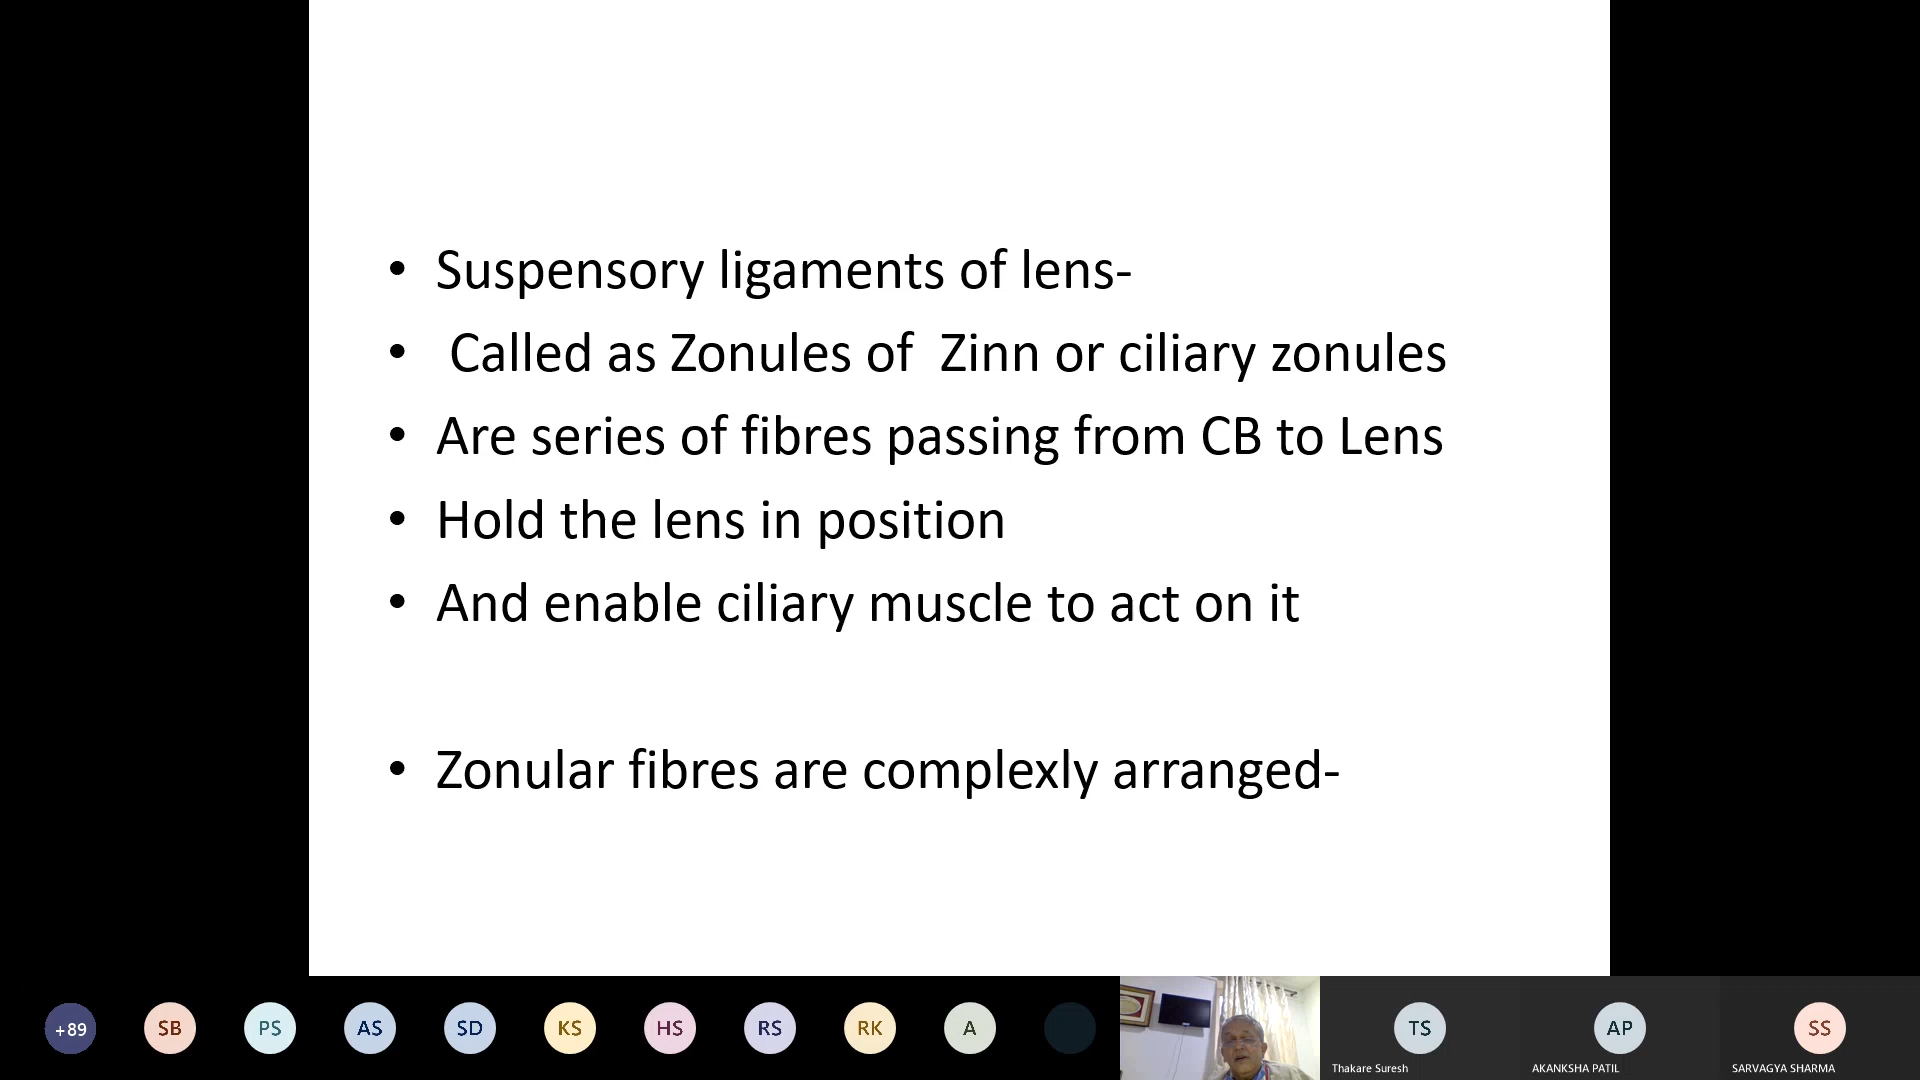 • Suspensory ligaments of lens-
• Called as Zonules of Zinn or ciliary zonules
• Are series of fibres passing from CB to Lens
• Hold the lens in position
• And enable ciliary muscle to act on it
• Zonular fibres are complexly arranged-
+89 SB PS AS SD KS HS RS RK A TS AP SS
Thakare Suresh AKANKSHA PATIL SARVAGYA SHARMA